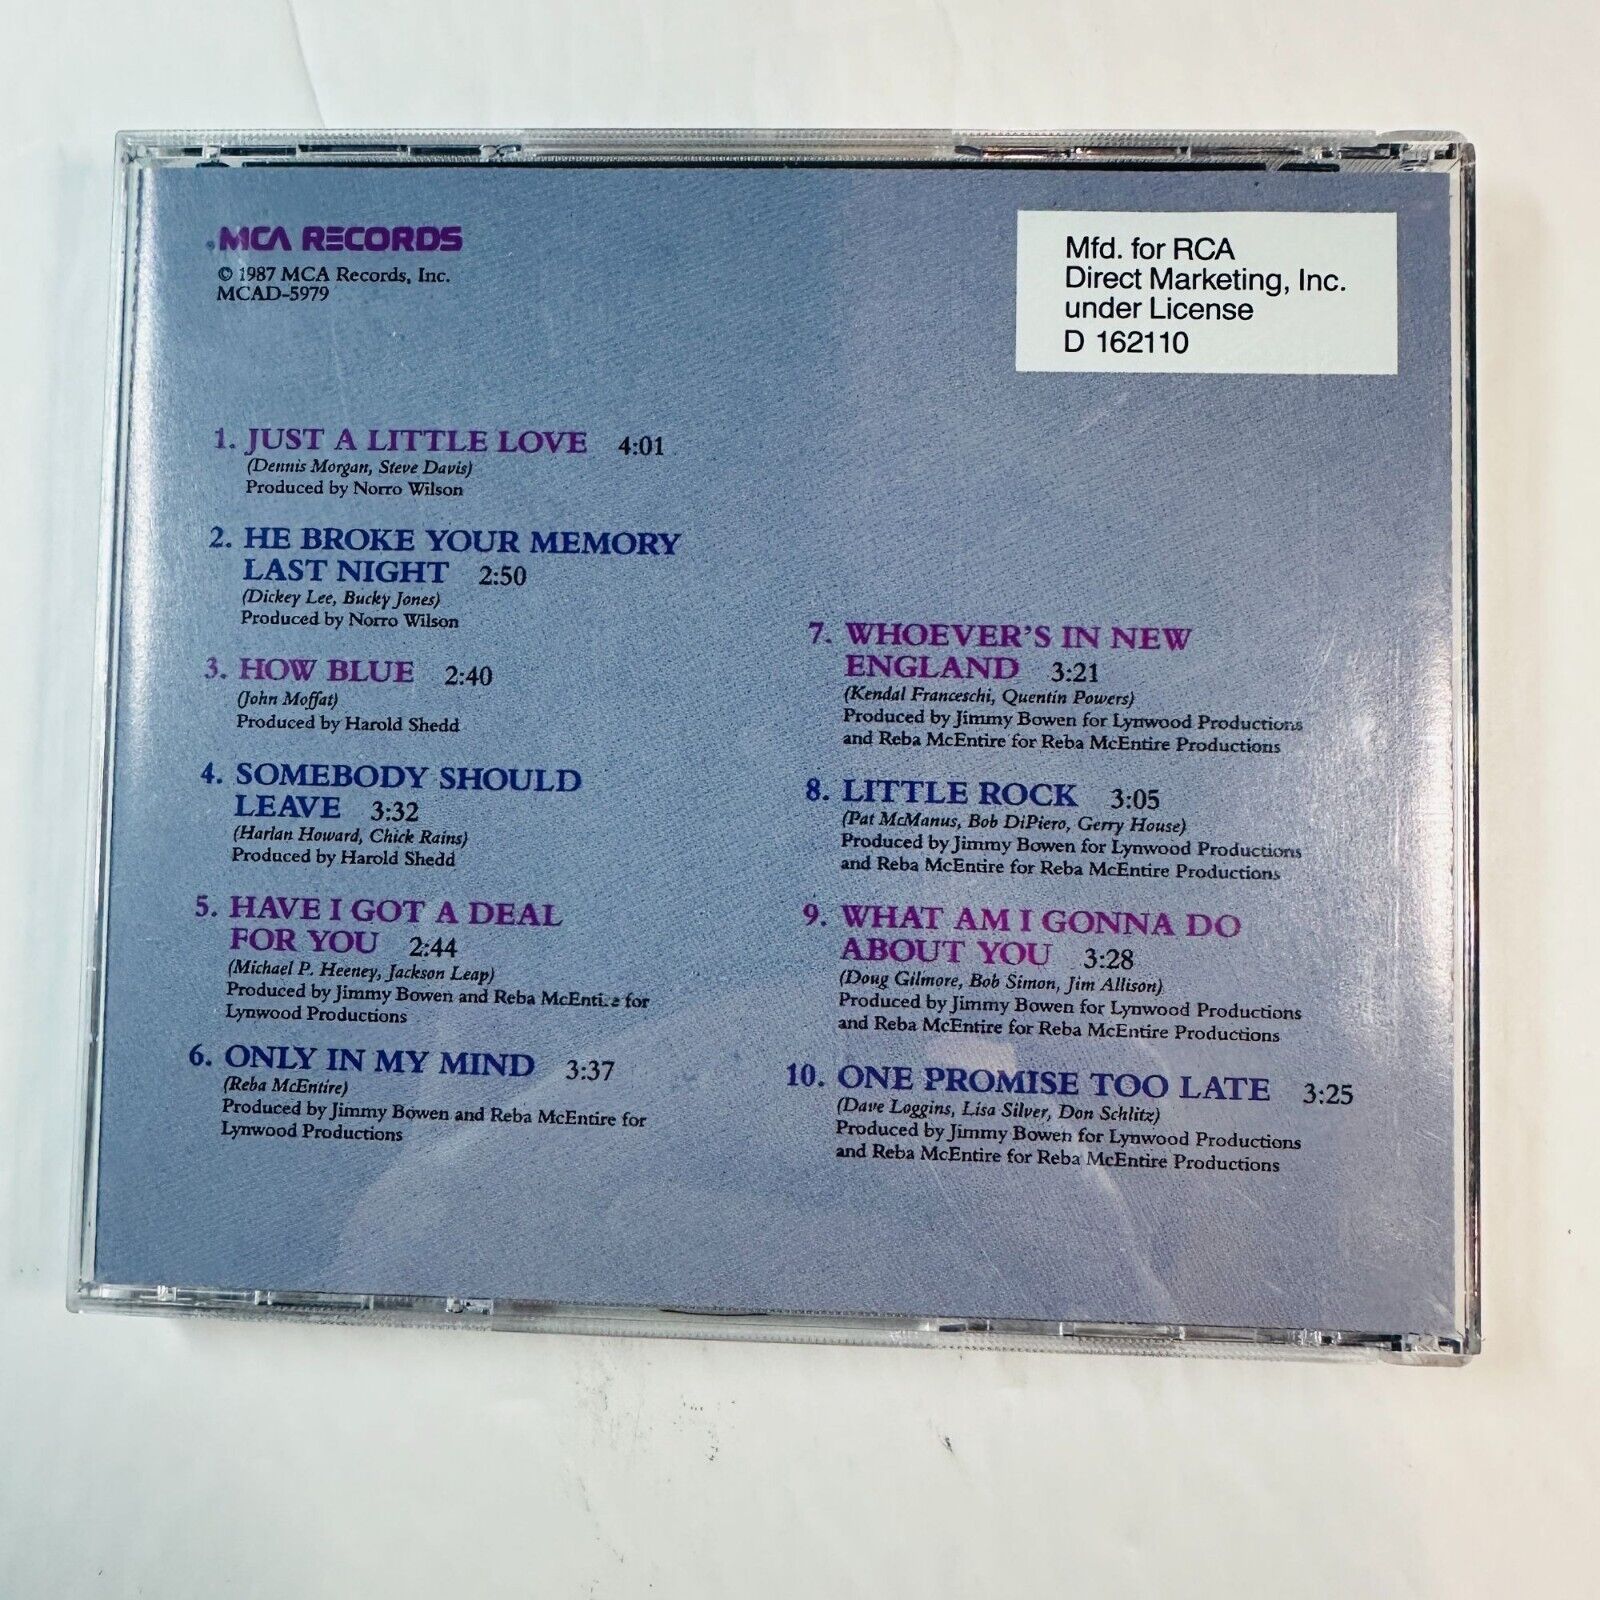 MCA RECORDS
© 1987 MCA Records, Inc.
MCAD-5979
Mfd. for RCA
Direct Marketing, Inc.
under License
D 162110
1. JUST A LITTLE LOVE 4:01
(Dennis Morgan, Steve Davis)
Produced by Norro Wilson
2. HE BROKE YOUR MEMORY
LAST NIGHT 2:50
(Dickey Lee, Bucky Jones)
Produced by Norro Wilson
3. HOW BLUE 2:40
(John Moffat)
Produced by Harold Shedd
4. SOMEBODY SHOULD
LEAVE 3:32
(Harlan Howard, Chick Rains)
Produced by Harold Shedd
5. HAVE I GOT A DEAL
FOR YOU 2:44
(Michael P. Heeney, Jackson Leap)
Produced by Jimmy Bowen and Reba McEntire for
Lynwood Productions
6. ONLY IN MY MIND 3:37
(Reba McEntire)
Produced by Jimmy Bowen and Reba McEntire for
Lynwood Productions
7. WHOEVER'S IN NEW
ENGLAND 3:21
(Kendal Franceschi, Quentin Powers)
Produced by Jimmy Bowen for Lynwood Productions
and Reba McEntire for Reba McEntire Productions
8. LITTLE ROCK 3:05
(Pat McManus, Bob DiPiero, Gerry House)
Produced by Jimmy Bowen for Lynwood Productions
and Reba McEntire for Reba McEntire Productions
9. WHAT AM I GONNA DO
ABOUT YOU 3:28
(Doug Gilmore, Bob Simon, Jim Allison)
Produced by Jimmy Bowen for Lynwood Productions
and Reba McEntire for Reba McEntire Productions
10. ONE PROMISE TOO LATE 3:25
(Dave Loggins, Lisa Silver, Don Schlitz)
Produced by Jimmy Bowen for Lynwood Productions
and Reba McEntire for Reba McEntire Productions